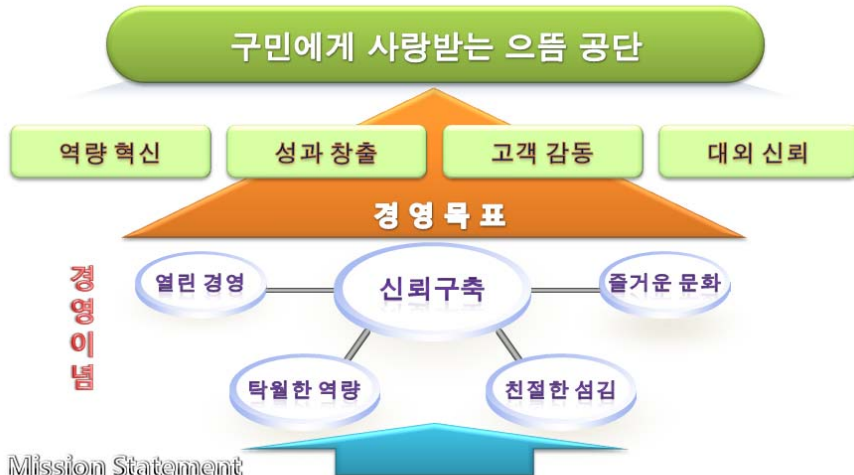 구민에게 사랑받는 으뜸 공단
역량 혁신
성과 창출
고객 감동
대외 신뢰
경영목표
경영이념
열린 경영
신뢰구축
즐거운 문화
탁월한 역량
친절한 섬김
Mission Statement